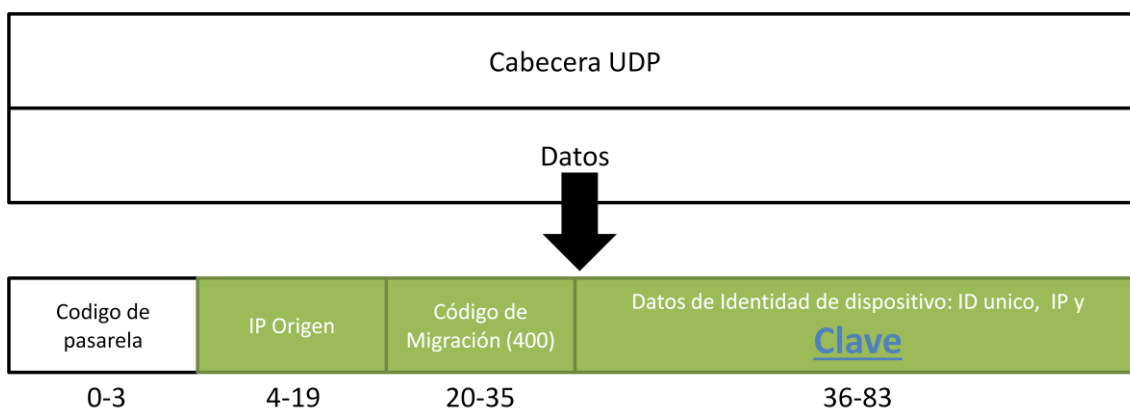 Cabecera UDP
Datos
Codigo de
pasarela
IP Origen
Código de
Migración (400)
Datos de Identidad de dispositivo: ID unico, IP y
Clave
0-3
4-19
20-35
36-83